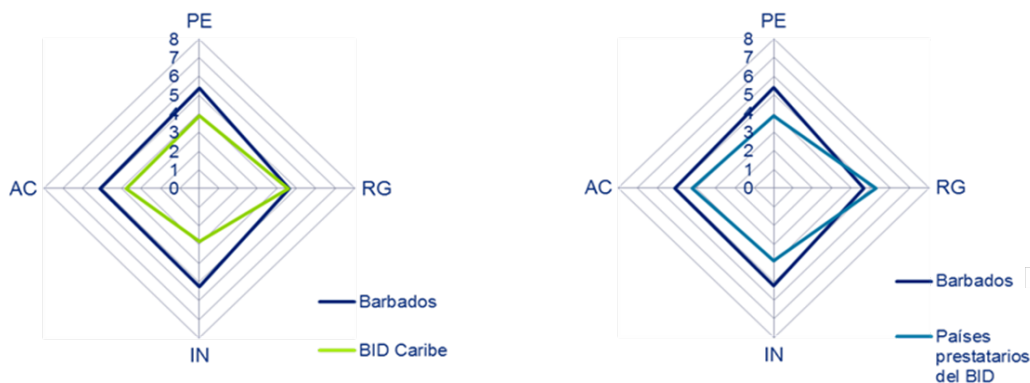 PE
8
7
6
5
4
3
2
1
0
AC
RG
IN
Barbados
BID Caribe
PE
8
7
6
5
4
3
2
1
0
AC
RG
IN
Barbados
Países
prestatarios
del BID